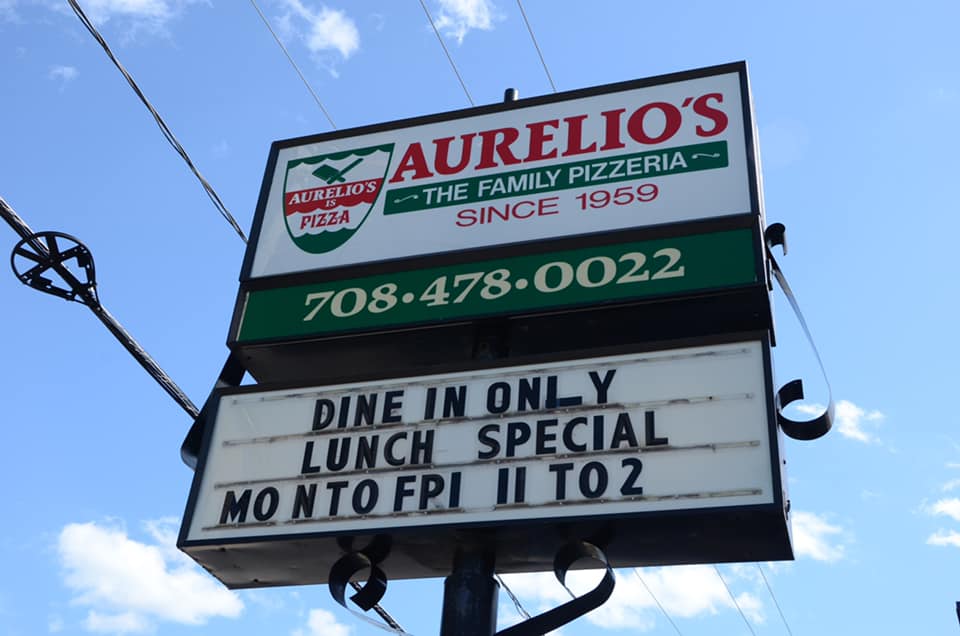 AURELIO'S
IS
PIZZA
AURELIO'S
THE FAMILY PIZZERIA
SINCE 1959
708·478·0022
DINE IN ONLY
LUNCH SPECIAL
MON TO FPI 11 TO 2